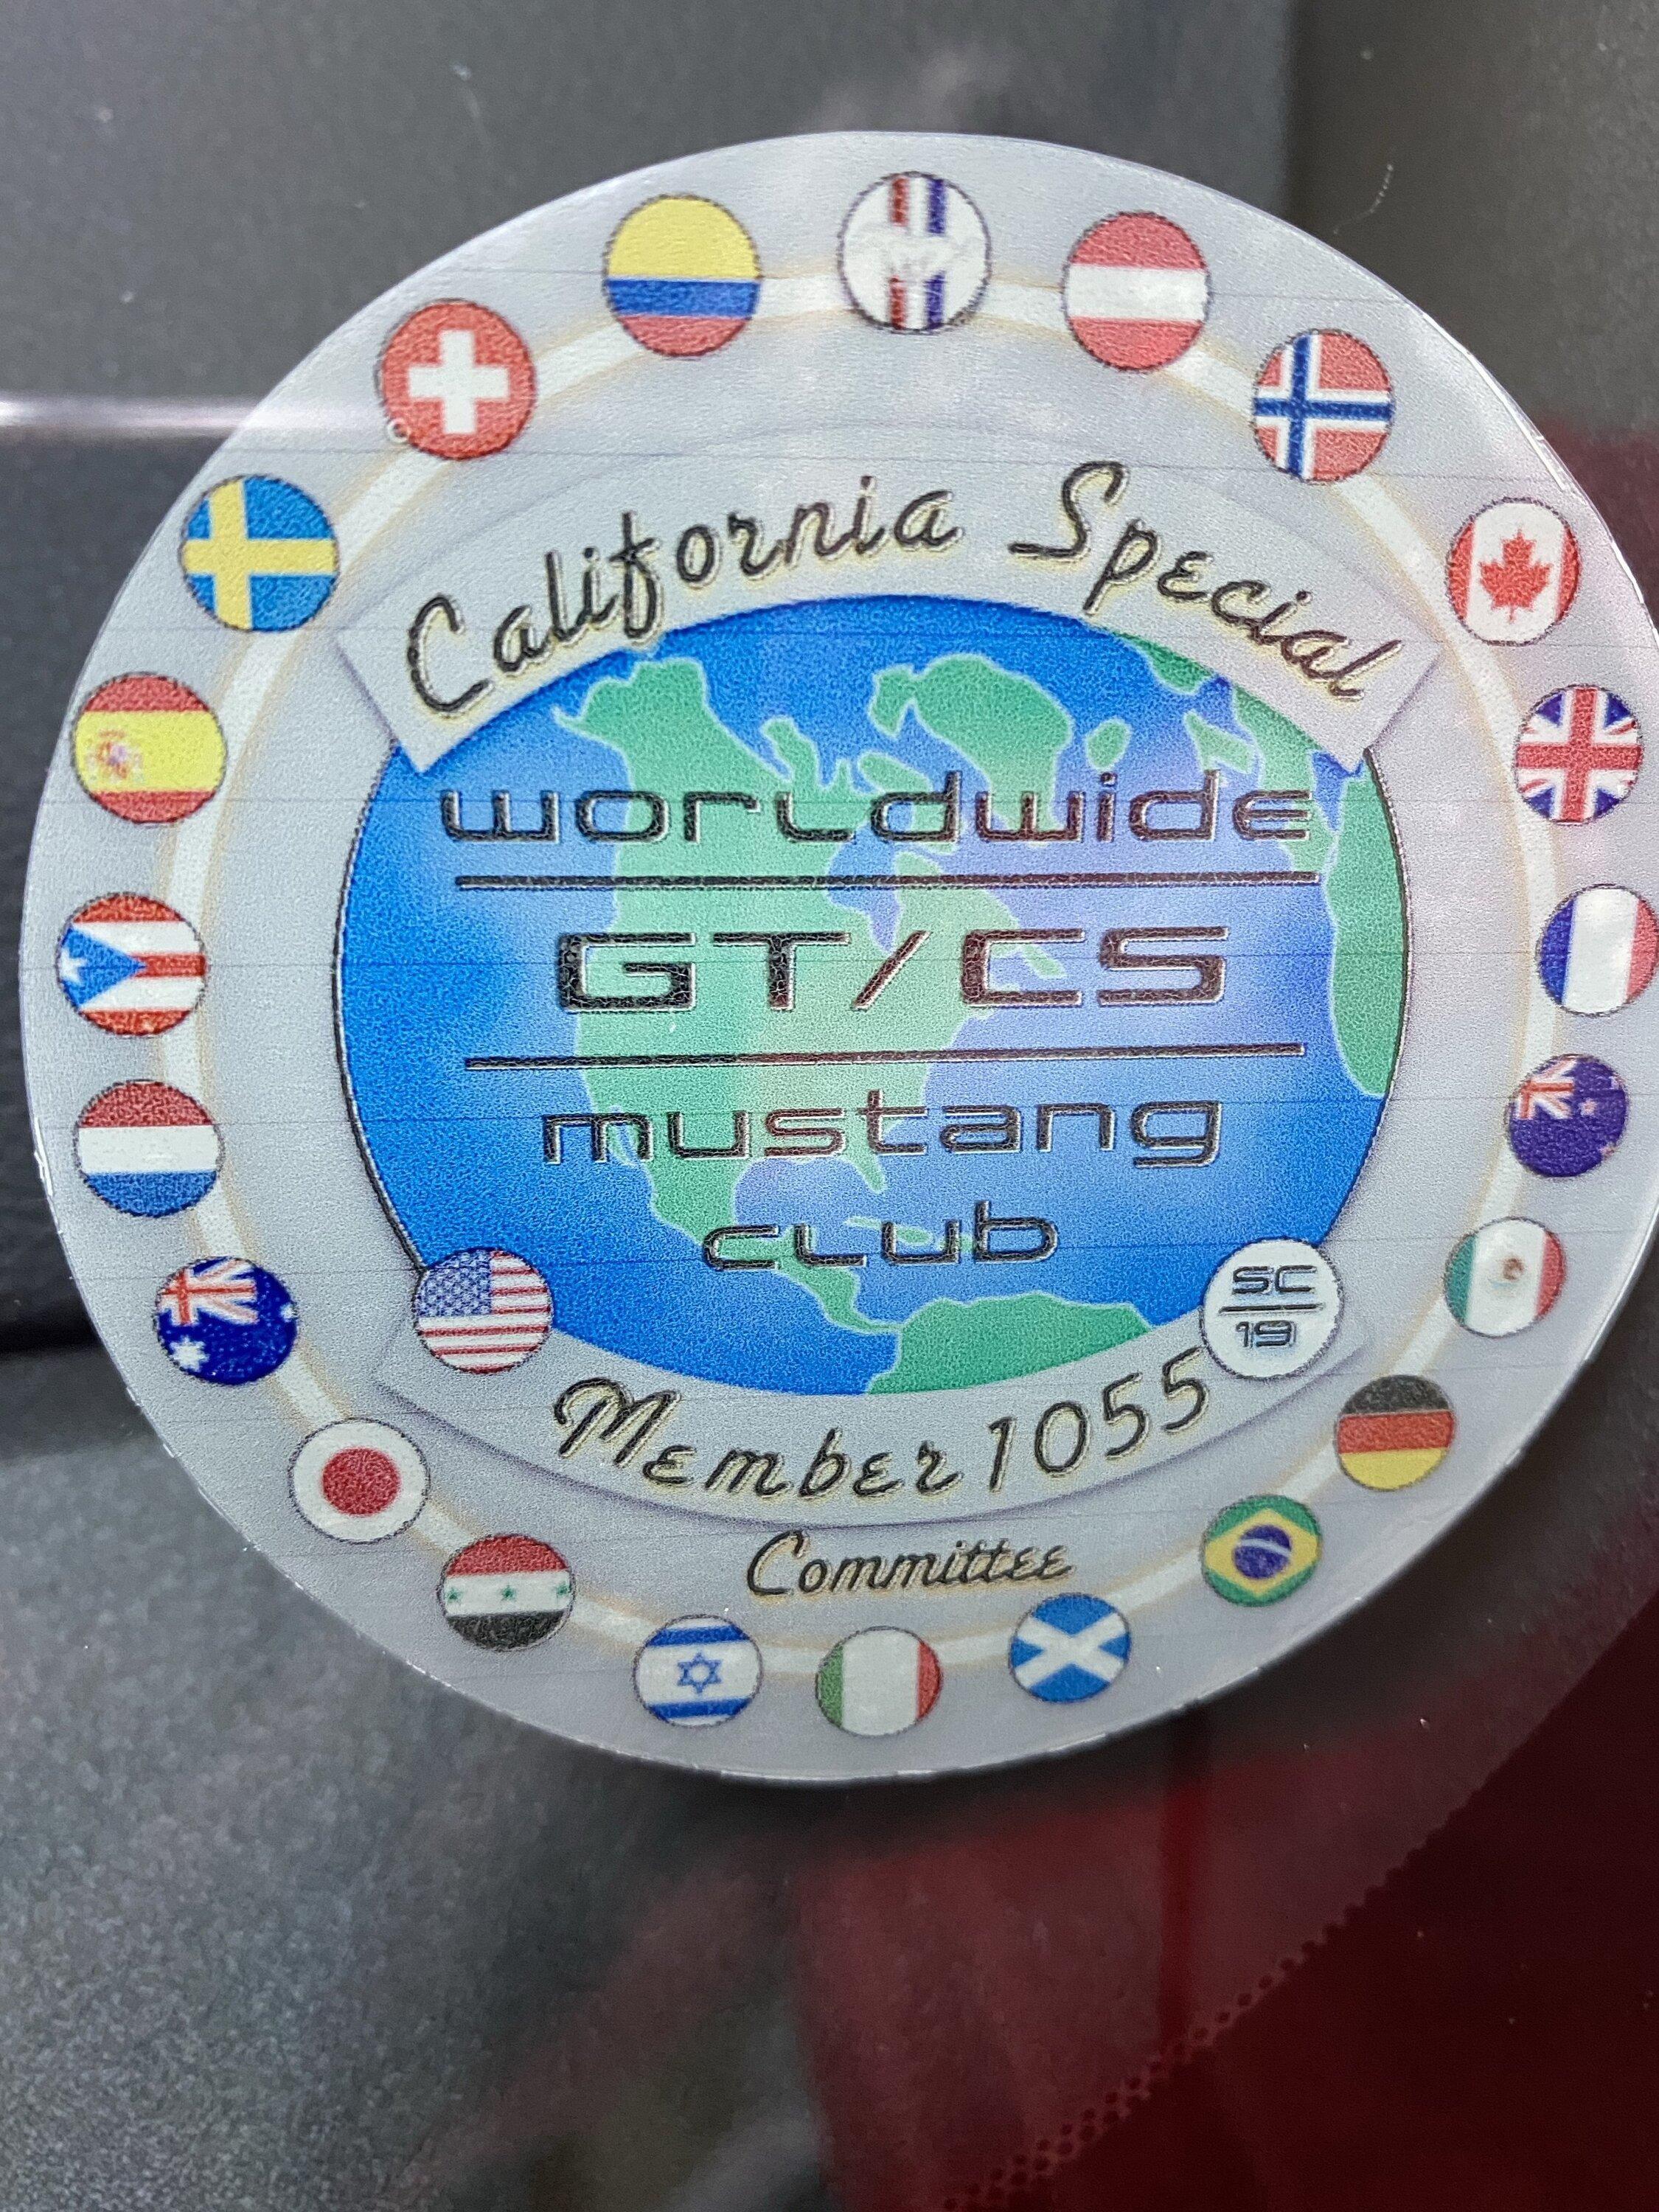 California Special
worldwide
GT/CS
mustang
club
SC
19
Member 1055
Committee